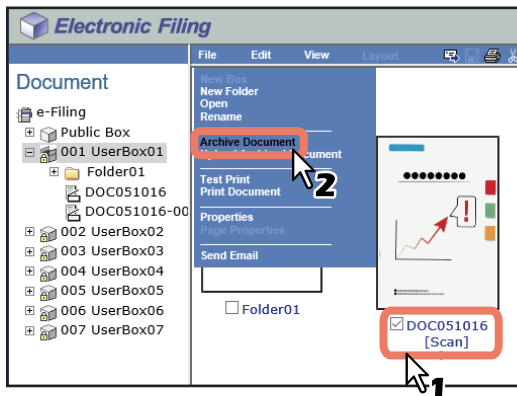 Electronic Filing
File Edit View Layout
Document
e-Filing
Public Box
001 UserBox01
Folder01
DOC051016
DOC051016-00
002 UserBox02
003 UserBox03
004 UserBox04
005 UserBox05
006 UserBox06
007 UserBox07
New Box
New Folder
Open
Rename
Archive Document
Document
Test Print
Print Document
Properties
Page Properties
Send Email
2
Folder01
!
DOC051016
[Scan]
1